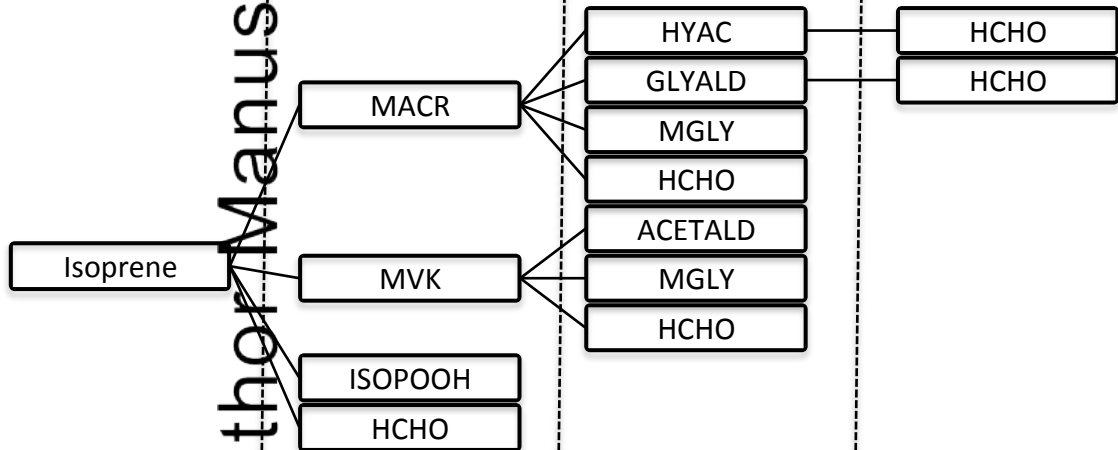 thor Manus
Isoprene
MACR
MVK
ISOPOOH
HCHO
HYAC
GLYALD
MGLY
HCHO
ACETALD
MGLY
HCHO
HCHO
HCHO